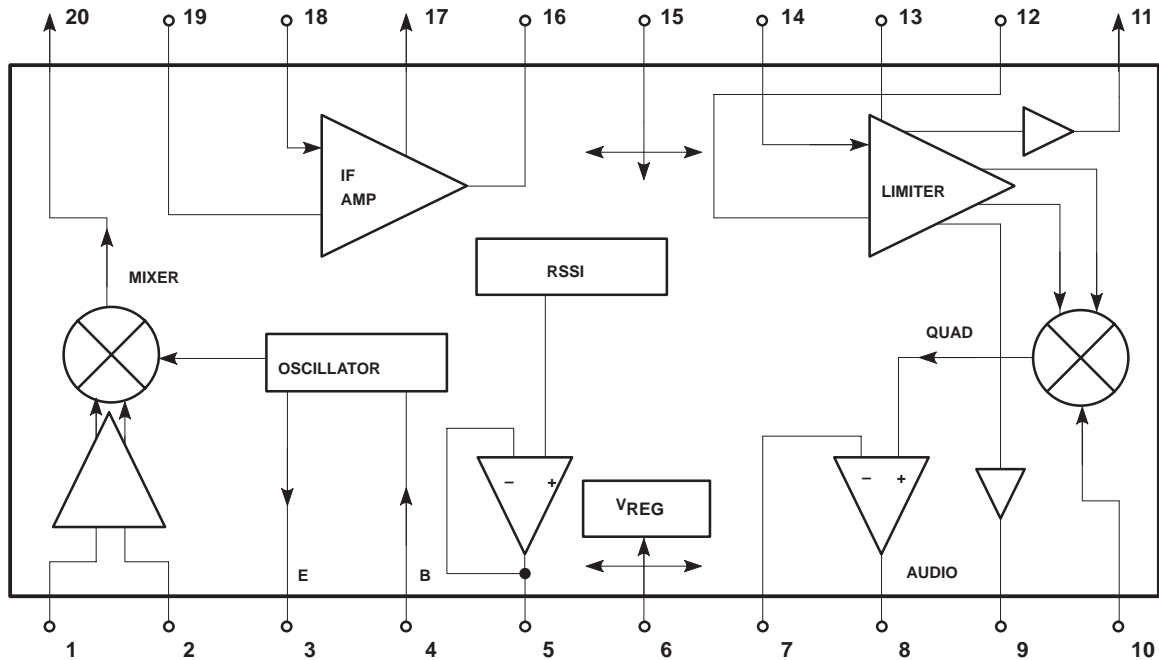 20 19 18 17 16 15 14 13 12 11
IF
AMP
LIMITER
RSSI
MIXER
QUAD
OSCILLATOR
– + – +
VREG
E B AUDIO
1 2 3 4 5 6 7 8 9 10